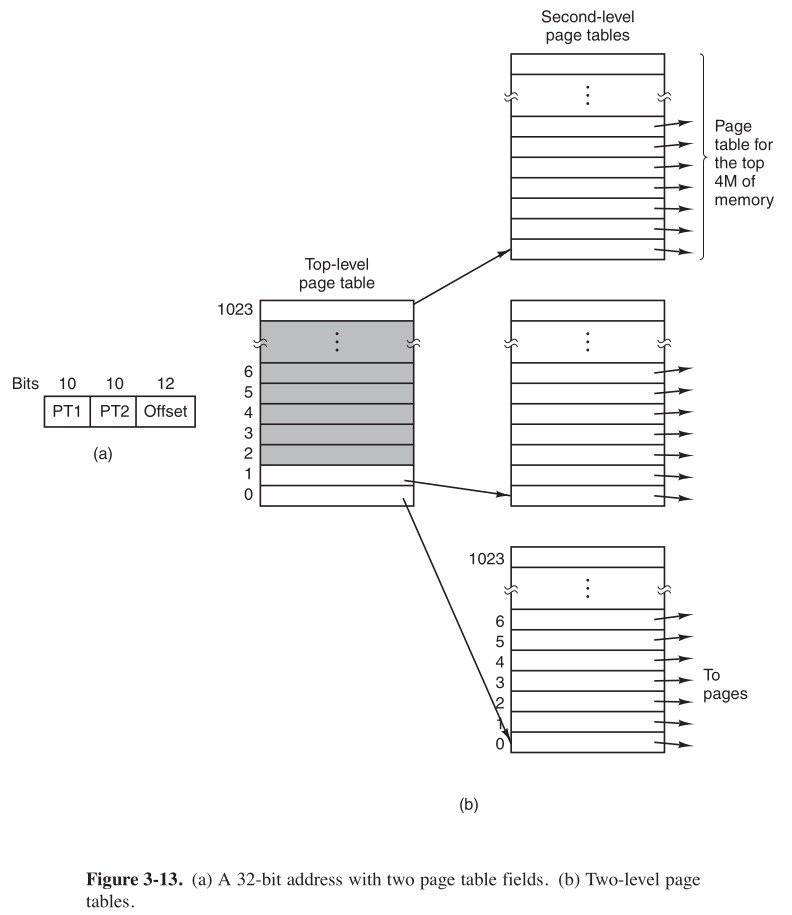 Second-level
page tables
Page
table for
the top
4M of
memory
Top-level
page table
1023
6
5
4
3
2
1
0
Bits 10 10 12
PT1 PT2 Offset
(a)
1023
6
5
4
3
2
1
0
To
pages
(b)
Figure 3-13. (a) A 32-bit address with two page table fields. (b) Two-level page
tables.